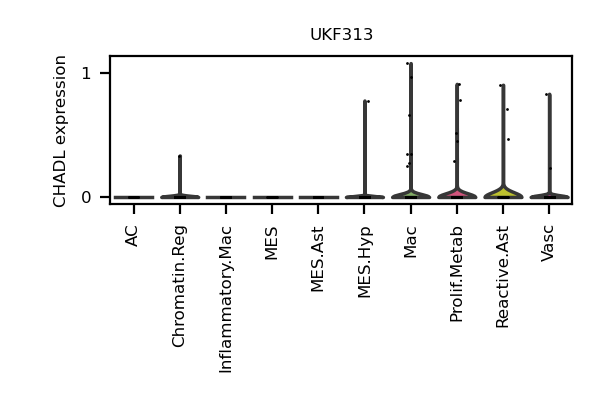 UKF313
CHADL expression
1
0
AC
Chromatin.Reg
Inflammatory.Mac
MES
MES.Ast
MES.Hyp
Mac
Prolif.Metab
Reactive.Ast
Vasc